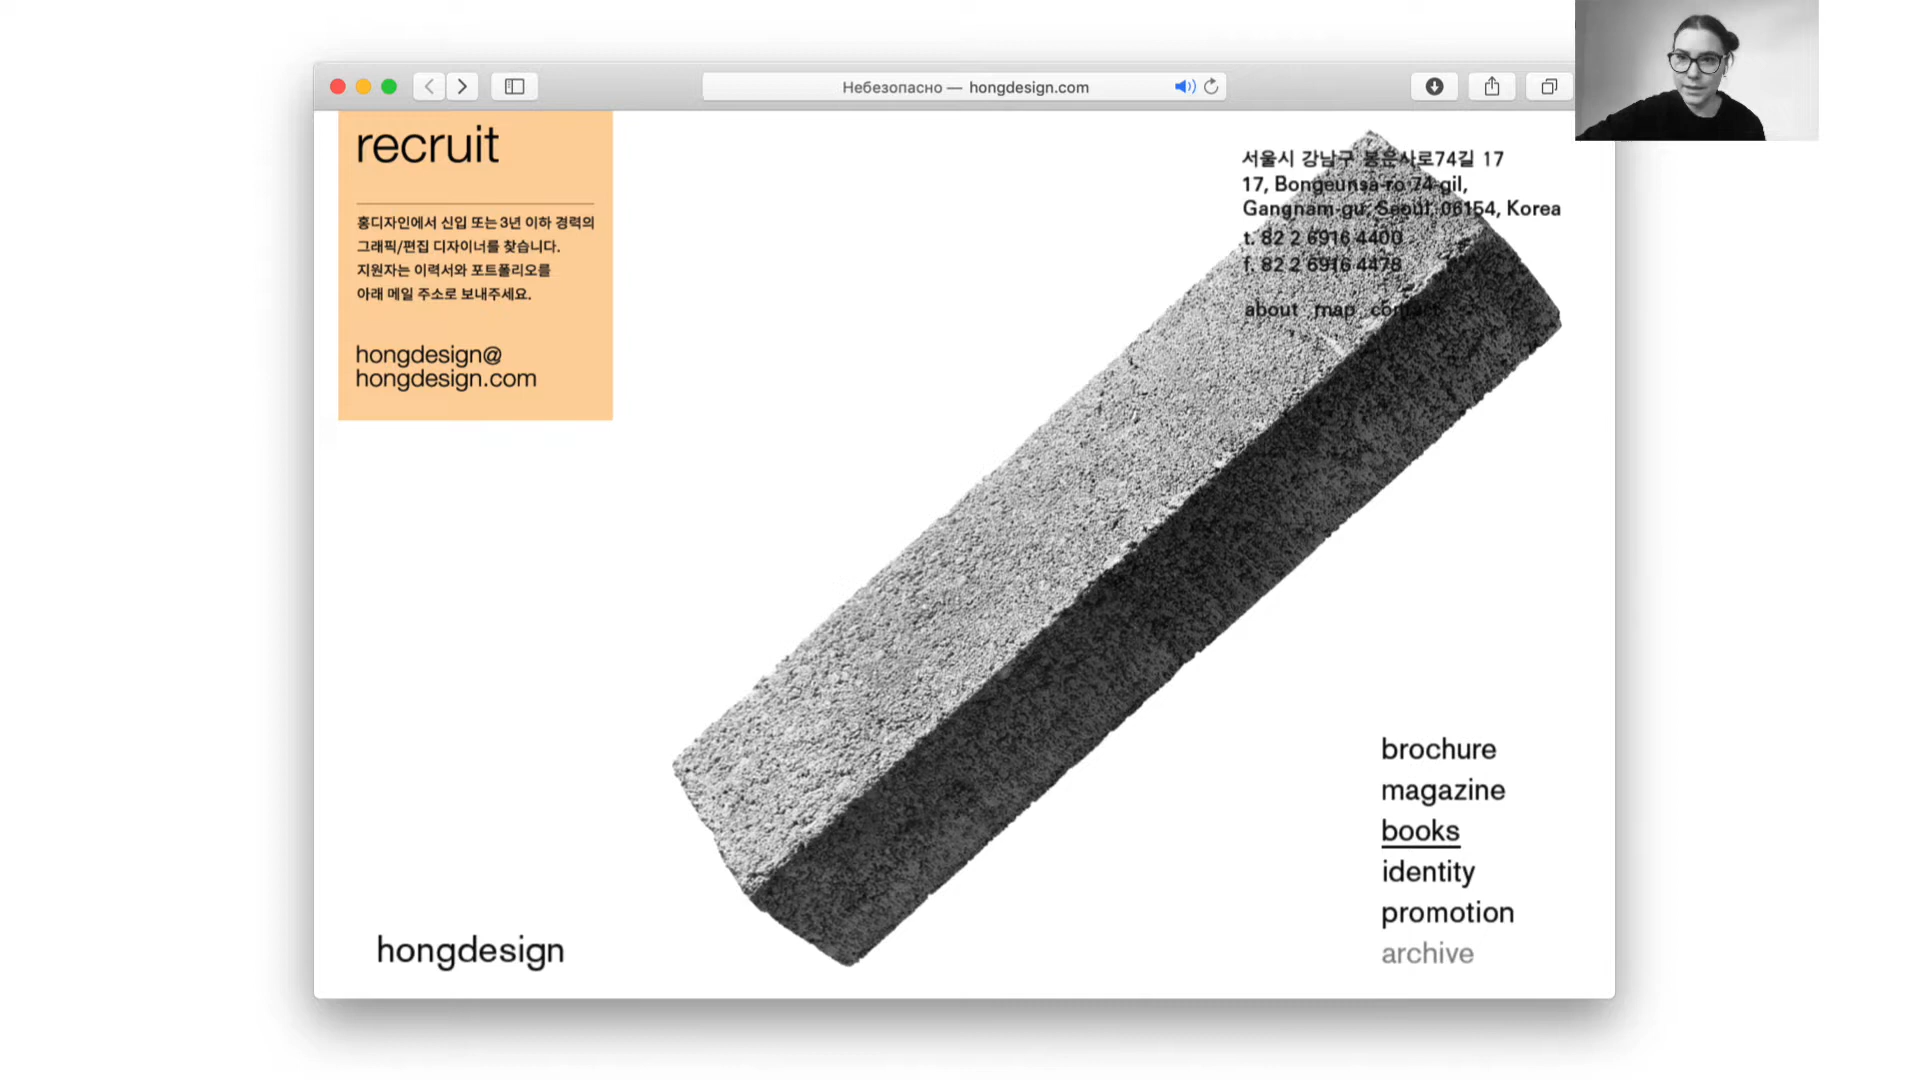 Небезопасно — hongdesign.com
recruit
홍디자인에서 신입 또는 3년 이하 경력의
그래픽/편집 디자이너를 찾습니다.
지원자는 이력서와 포트폴리오를
아래 메일 주소로 보내주세요.
hongdesign@
hongdesign.com
서울시 강남구 봉은사로74길 17
17, Bongeunsa-ro 74-gil,
Gangnam-gu, Seoul, 06154, Korea
t. 82 2 6916 4400
f. 82 2 6916 4478
about map contact
brochure
magazine
books
identity
promotion
archive
hongdesign